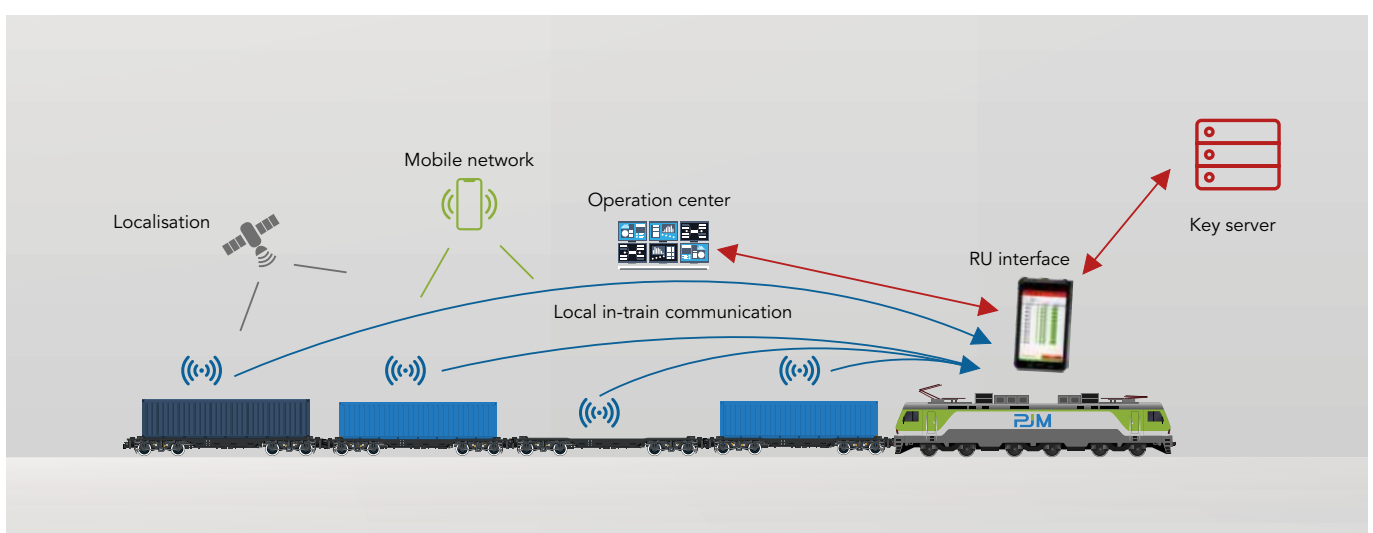 Mobile network
Operation center
Localisation
Key server
RU interface
Local in-train communication
PJM